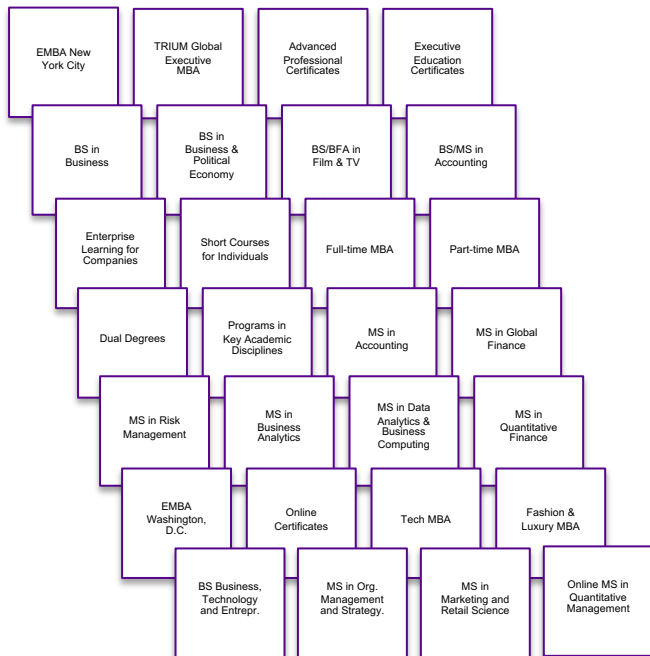 EMBA New
York City
TRIUM Global
Executive
MBA
Advanced
Professional
Certificates
Executive
Education
Certificates
BS in
Business
BS in
Business &
Political
Economy
BS/BFA in
Film & TV
BS/MS in
Accounting
Enterprise
Learning for
Companies
Short Courses
for Individuals
Full-time MBA
Part-time MBA
Dual Degrees
Programs in
Key Academic
Disciplines
MS in
Accounting
MS in Global
Finance
MS in Risk
Management
MS in
Business
Analytics
MS in Data
Analytics &
Business
Computing
MS in
Quantitative
Finance
EMBA
Washington,
D.C.
Online
Certificates
Tech MBA
Fashion &
Luxury MBA
BS Business,
Technology
and Entrepr.
MS in Org.
Management
and Strategy.
MS in
Marketing and
Retail Science
Online MS in
Quantitative
Management